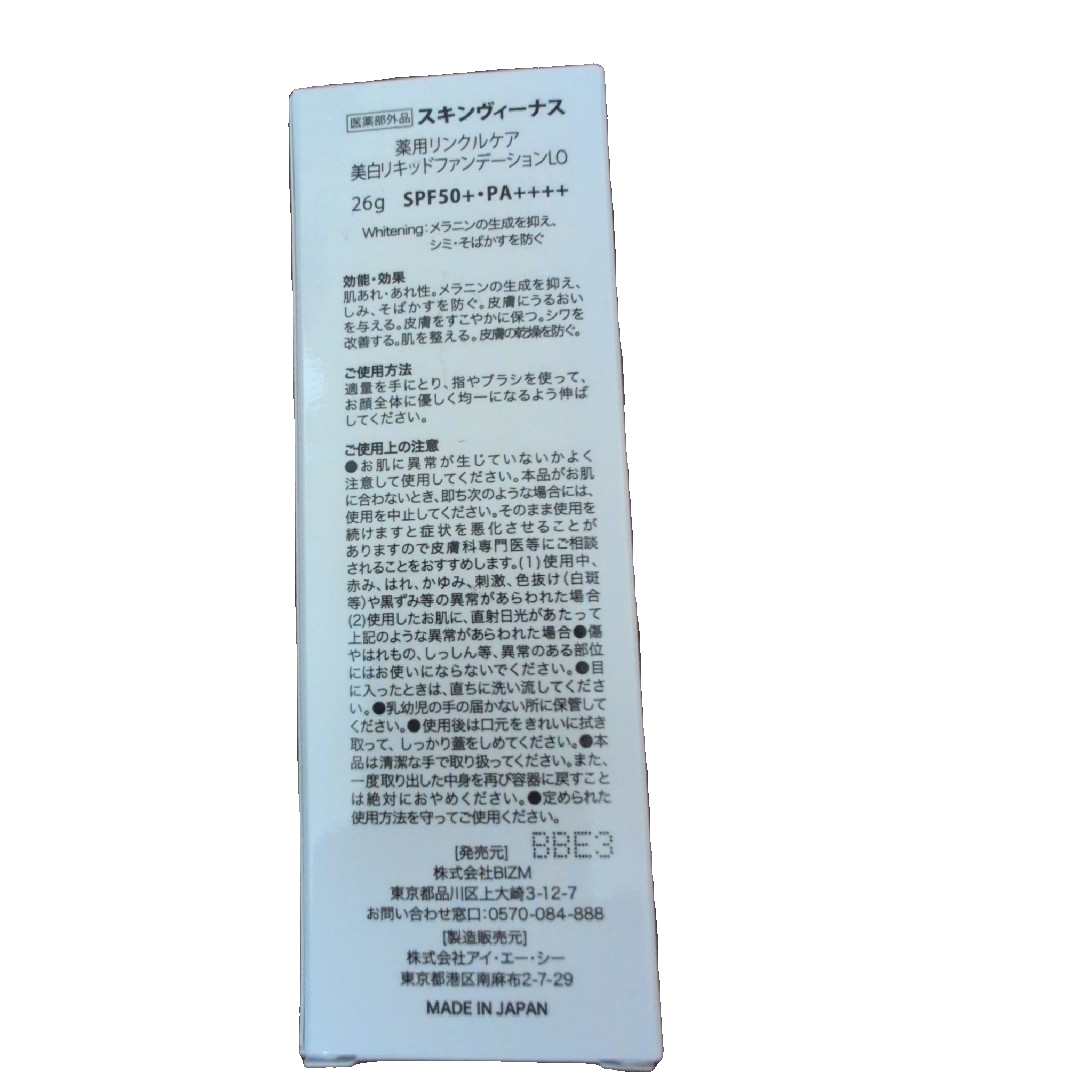 医薬部外品 スキンヴィーナス
薬用リンクルケア
美白リキッドファンデーションLO
26g SPF50+・PA++++
Whitening:メラニンの生成を抑え、
シミ・そばかすを防ぐ
効能・効果
肌あれ・あれ性。メラニンの生成を抑え、
しみ、そばかすを防ぐ。皮膚にうるおい
を与える。皮膚をすこやかに保つ。シワを
改善する。肌を整える。皮膚の乾燥を防ぐ。
ご使用方法
適量を手にとり、指やブラシを使って、
お顔全体に優しく均一になるよう伸ば
してください。
ご使用上の注意
●お肌に異常が生じていないかよく
注意して使用してください。本品がお肌
に合わないとき、即ち次のような場合には、
使用を中止してください。そのまま使用を
続けますと症状を悪化させることが
ありますので皮膚科専門医等にご相談
されることをおすすめします。(1)使用中、
赤み、はれ、かゆみ、刺激、色抜け(白斑
等)や黒ずみ等の異常があらわれた場合
(2)使用したお肌に、直射日光があたって
上記のような異常があらわれた場合●傷
やはれもの、しっしん等、異常のある部位
にはお使いにならないでください。●目
に入ったときは、直ちに洗い流してくださ
い。●乳幼児の手の届かない所に保管して
ください。●使用後は口元をきれいに拭き
取って、しっかり蓋をしめてください。●本
品は清潔な手で取り扱ってください。また、
一度取り出した中身を再び容器に戻すこと
は絶対におやめください。●定められた
使用方法を守ってご使用ください。
BBE3
[発売元]
株式会社BIZM
東京都品川区上大崎3-12-7
お問い合わせ窓口:0570-084-888
[製造販売元]
株式会社アイ・エー・シー
東京都港区南麻布2-7-29
MADE IN JAPAN